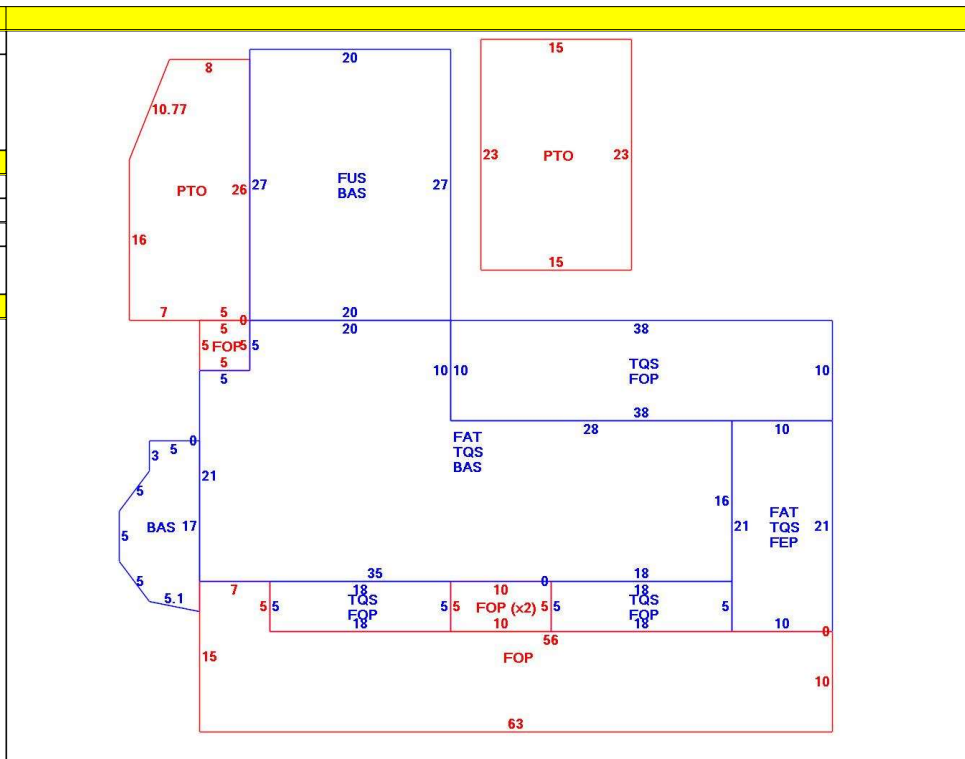 15
20
8
10.77
23 PTO 23
FUS
BAS
27 27
PTO 26
16
15
7 5 0 20
5 20 38
5 FOP 5 5
5
5
10 10
TQS
FOP
10
38
28 10
FAT
TQS
BAS
0
5
3
21
5
16
FAT
TQS
FEP
5 BAS 17
21 21
5
35
5.1
7 18 10 0 18 18
TQS
FOP
5 5 5 5 FOP (x2) 5 5 5
TQS
FOP
18 10 18 10 0
56
15 FOP
10
63